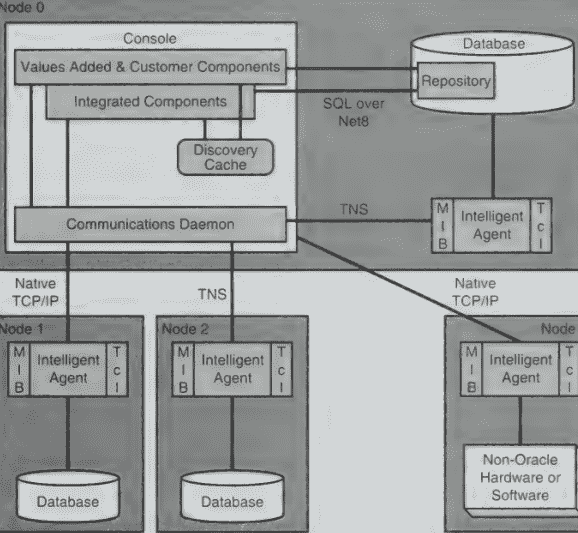 Node 0
Console
Database
Values Added & Customer Components
Repository
Integrated Components
SQL over
Net8
Discovery
Cache
TNS
M
I
B
Intelligent
Agent
T
c
l
Communications Daemon
Native
TCP/IP
TNS
Native
TCP/IP
Node 1
Node 2
Node
M
I
B
Intelligent
Agent
T
c
l
M
I
B
Intelligent
Agent
T
c
l
M
I
B
Intelligent
Agent
T
c
l
Database
Database
Non-Oracle
Hardware or
Software